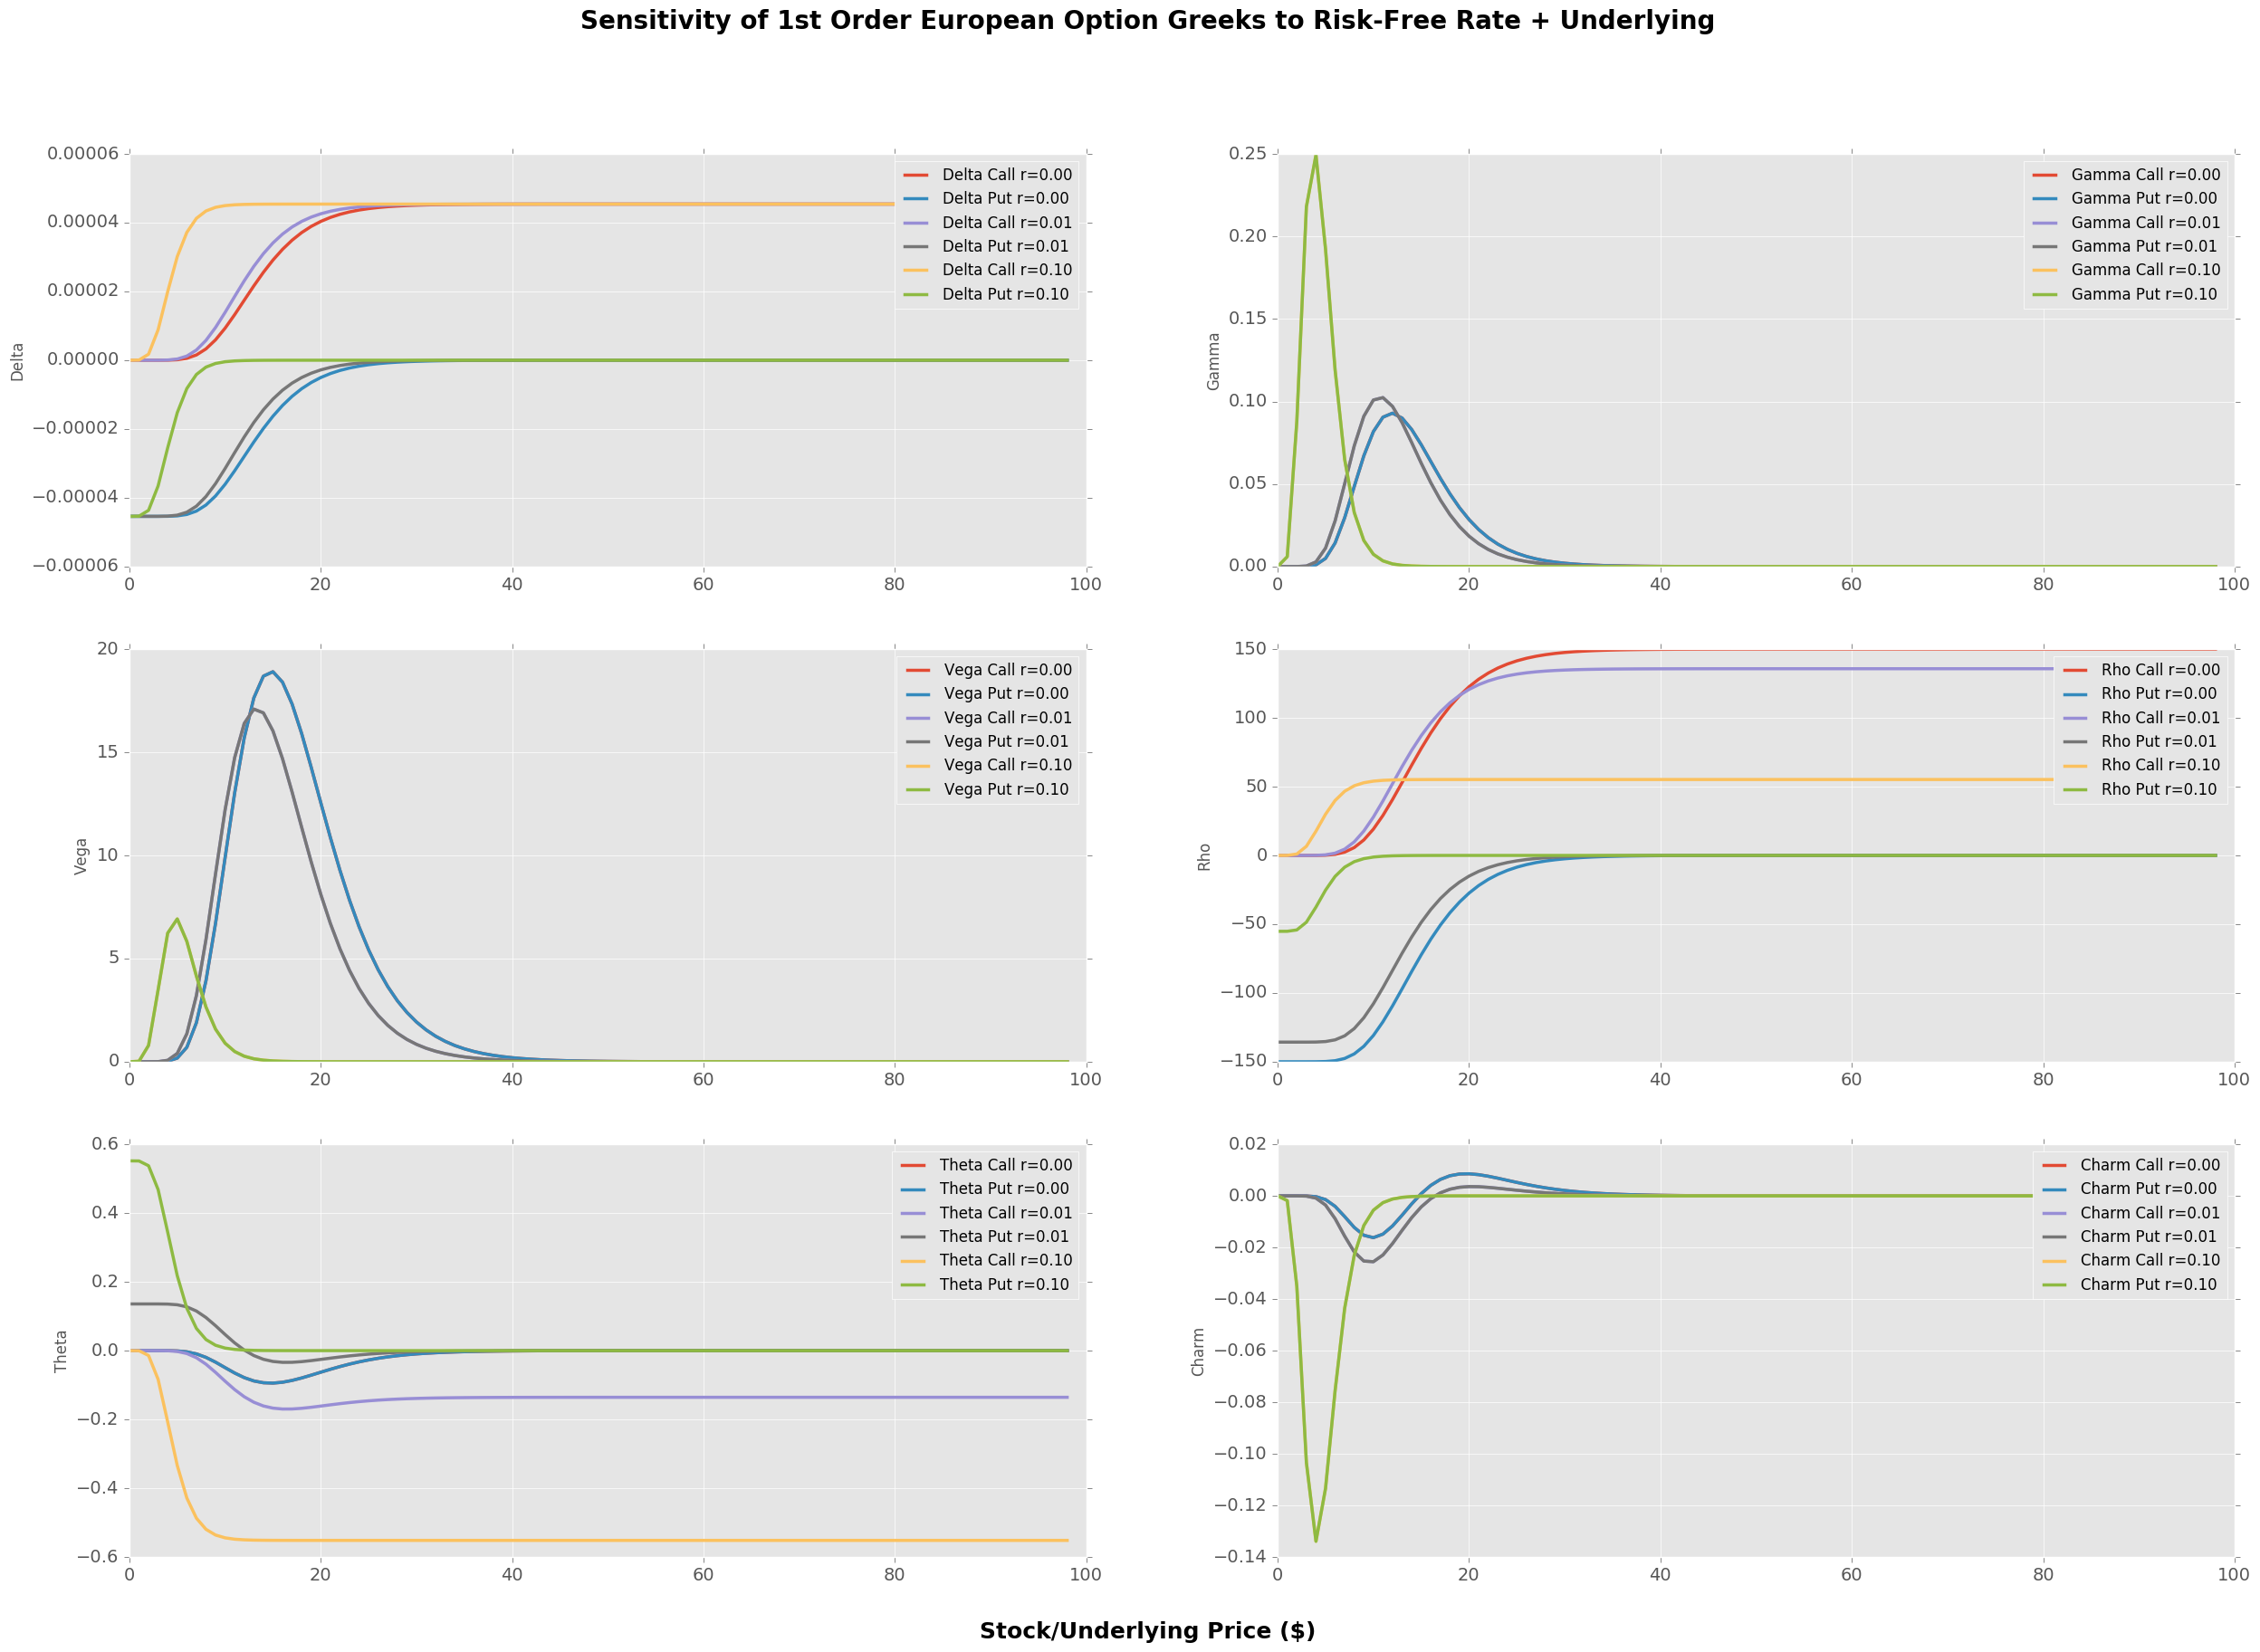 Sensitivity of 1st Order European Option Greeks to Risk-Free Rate + Underlying
0.00006
0.00004
0.00002
0.00000
−0.00002
−0.00004
−0.00006
Delta
0 20 40 60 80 100
Delta Call r=0.00
Delta Put r=0.00
Delta Call r=0.01
Delta Put r=0.01
Delta Call r=0.10
Delta Put r=0.10
0.25
0.20
0.15
0.10
0.05
0.00
Gamma
0 20 40 60 80 100
Gamma Call r=0.00
Gamma Put r=0.00
Gamma Call r=0.01
Gamma Put r=0.01
Gamma Call r=0.10
Gamma Put r=0.10
20
15
10
5
0
Vega
0 20 40 60 80 100
Vega Call r=0.00
Vega Put r=0.00
Vega Call r=0.01
Vega Put r=0.01
Vega Call r=0.10
Vega Put r=0.10
150
100
50
0
−50
−100
−150
Rho
0 20 40 60 80 100
Rho Call r=0.00
Rho Put r=0.00
Rho Call r=0.01
Rho Put r=0.01
Rho Call r=0.10
Rho Put r=0.10
0.6
0.4
0.2
0.0
−0.2
−0.4
−0.6
Theta
0 20 40 60 80 100
Theta Call r=0.00
Theta Put r=0.00
Theta Call r=0.01
Theta Put r=0.01
Theta Call r=0.10
Theta Put r=0.10
0.02
0.00
−0.02
−0.04
−0.06
−0.08
−0.10
−0.12
−0.14
Charm
0 20 40 60 80 100
Charm Call r=0.00
Charm Put r=0.00
Charm Call r=0.01
Charm Put r=0.01
Charm Call r=0.10
Charm Put r=0.10
Stock/Underlying Price ($)